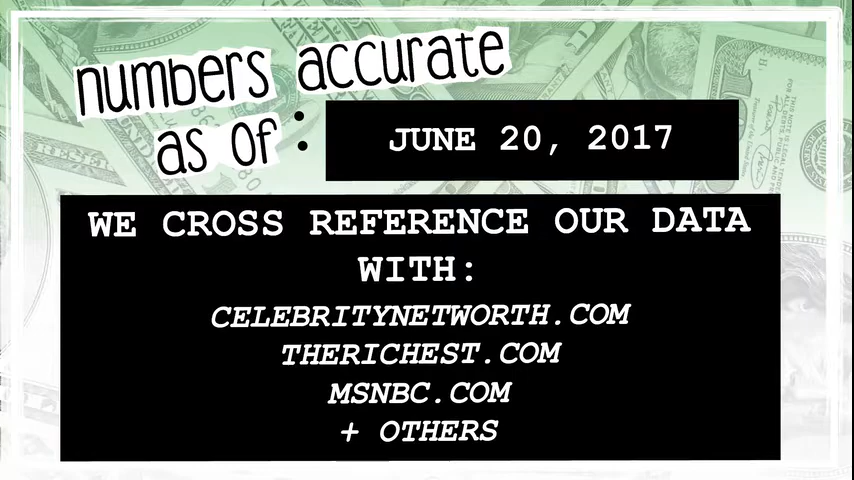 numbers accurate
as of:
JUNE 20, 2017
WE CROSS REFERENCE OUR DATA
WITH:
CELEBRITYNETWORTH.COM
THERICHEST.COM
MSNBC.COM
+ OTHERS